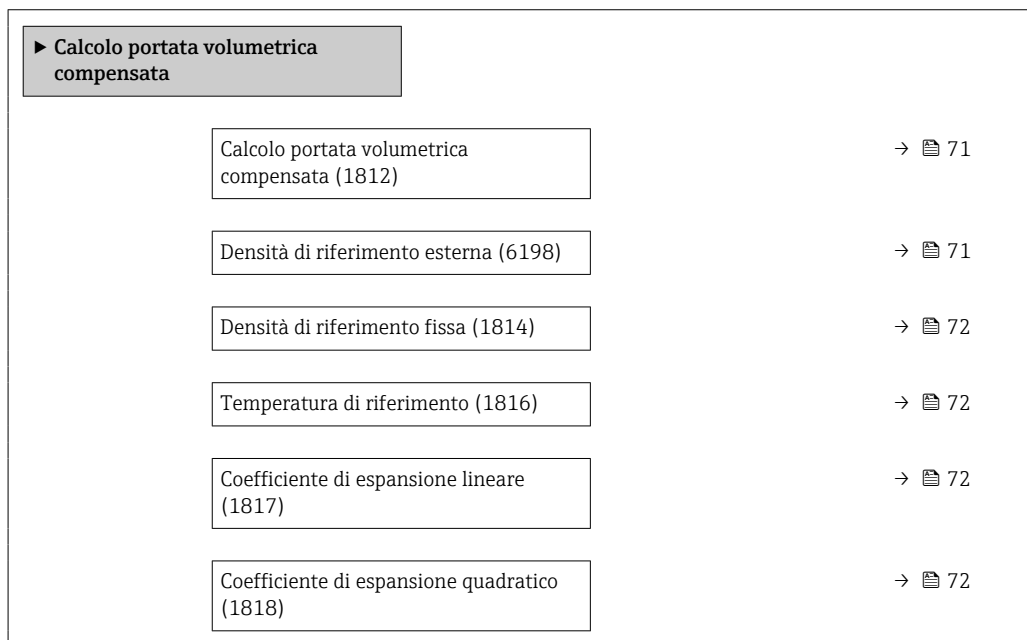 ▶ Calcolo portata volumetrica
compensata
Calcolo portata volumetrica
compensata (1812)
→ 71
Densità di riferimento esterna (6198)
→ 71
Densità di riferimento fissa (1814)
→ 72
Temperatura di riferimento (1816)
→ 72
Coefficiente di espansione lineare
(1817)
→ 72
Coefficiente di espansione quadratico
(1818)
→ 72